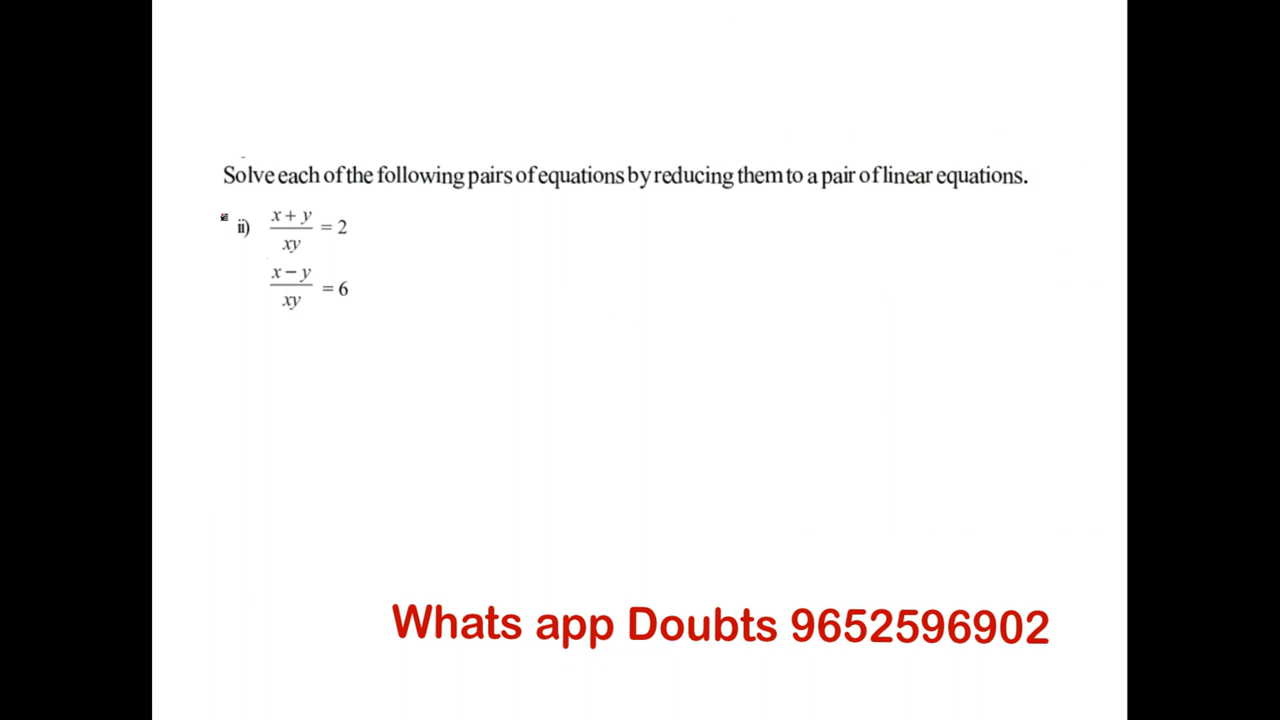 Solve each of the following pairs of equations by reducing them to a pair of linear equations.
ii) x + y / xy = 2
x − y / xy = 6
Whats app Doubts 9652596902